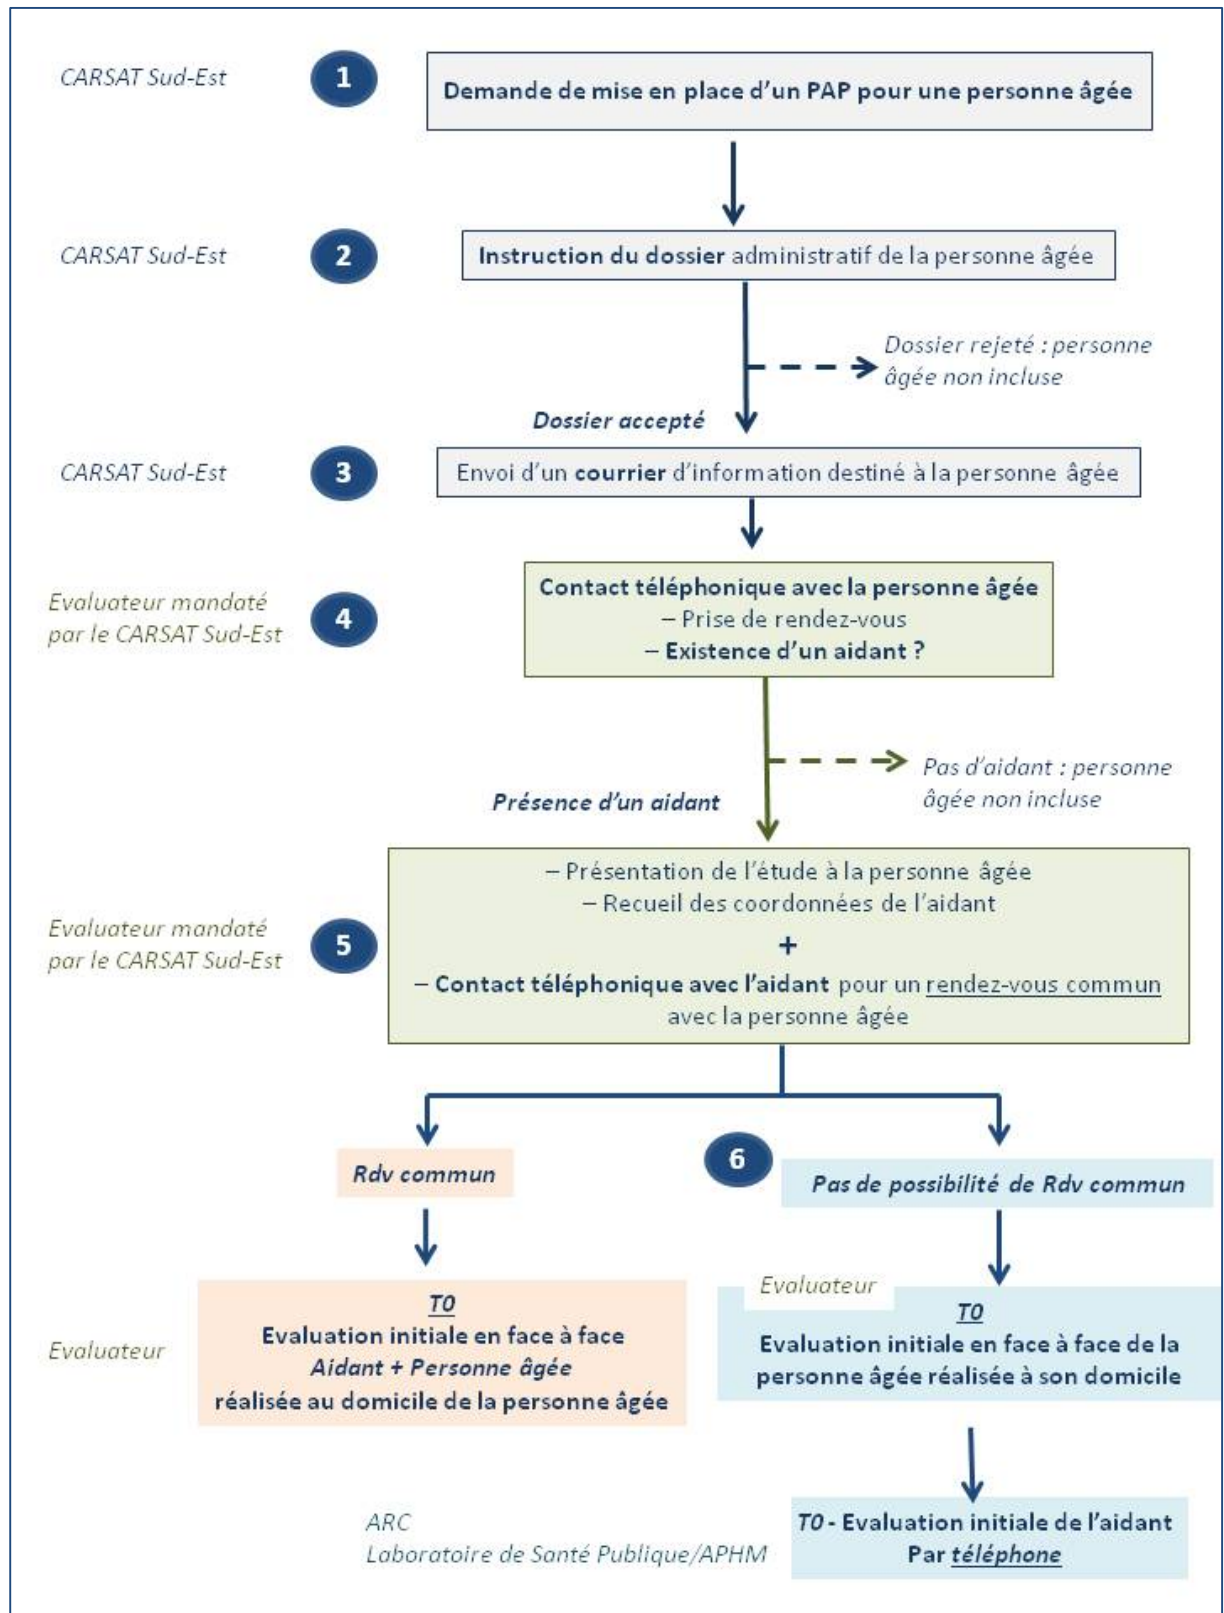 CARSAT Sud-Est
1
Demande de mise en place d’un PAP pour une personne âgée
CARSAT Sud-Est
2
Instruction du dossier administratif de la personne âgée
Dossier rejeté : personne
âgée non incluse
Dossier accepté
CARSAT Sud-Est
3
Envoi d’un courrier d’information destiné à la personne âgée
Evaluateur mandaté
par le CARSAT Sud-Est
4
Contact téléphonique avec la personne âgée
– Prise de rendez-vous
– Existence d’un aidant ?
Pas d’aidant : personne
âgée non incluse
Présence d’un aidant
Evaluateur mandaté
par le CARSAT Sud-Est
5
– Présentation de l’étude à la personne âgée
– Recueil des coordonnées de l’aidant
+
– Contact téléphonique avec l’aidant pour un rendez-vous commun
avec la personne âgée
Rdv commun
6
Pas de possibilité de Rdv commun
Evaluateur
T0
Evaluation initiale en face à face
Aidant + Personne âgée
réalisée au domicile de la personne âgée
Evaluateur
T0
Evaluation initiale en face à face de la
personne âgée réalisée à son domicile
ARC
Laboratoire de Santé Publique/APHM
T0 - Evaluation initiale de l’aidant
Par téléphone